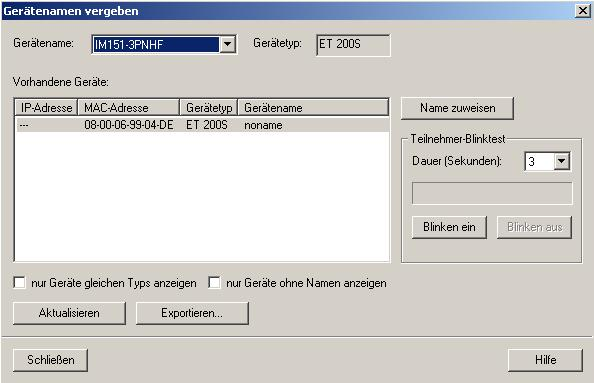 Gerätenamen vergeben
Gerätename: IM151-3PNHF Gerätetyp: ET 200S
Vorhandene Geräte:
IP-Adresse MAC-Adresse Gerätetyp Gerätename
--- 08-00-06-99-04-DE ET 200S noname
Name zuweisen
Teilnehmer-Blinktest
Dauer (Sekunden): 3
Blinken ein Blinken aus
nur Geräte gleichen Typs anzeigen nur Geräte ohne Namen anzeigen
Aktualisieren Exportieren...
Schließen Hilfe